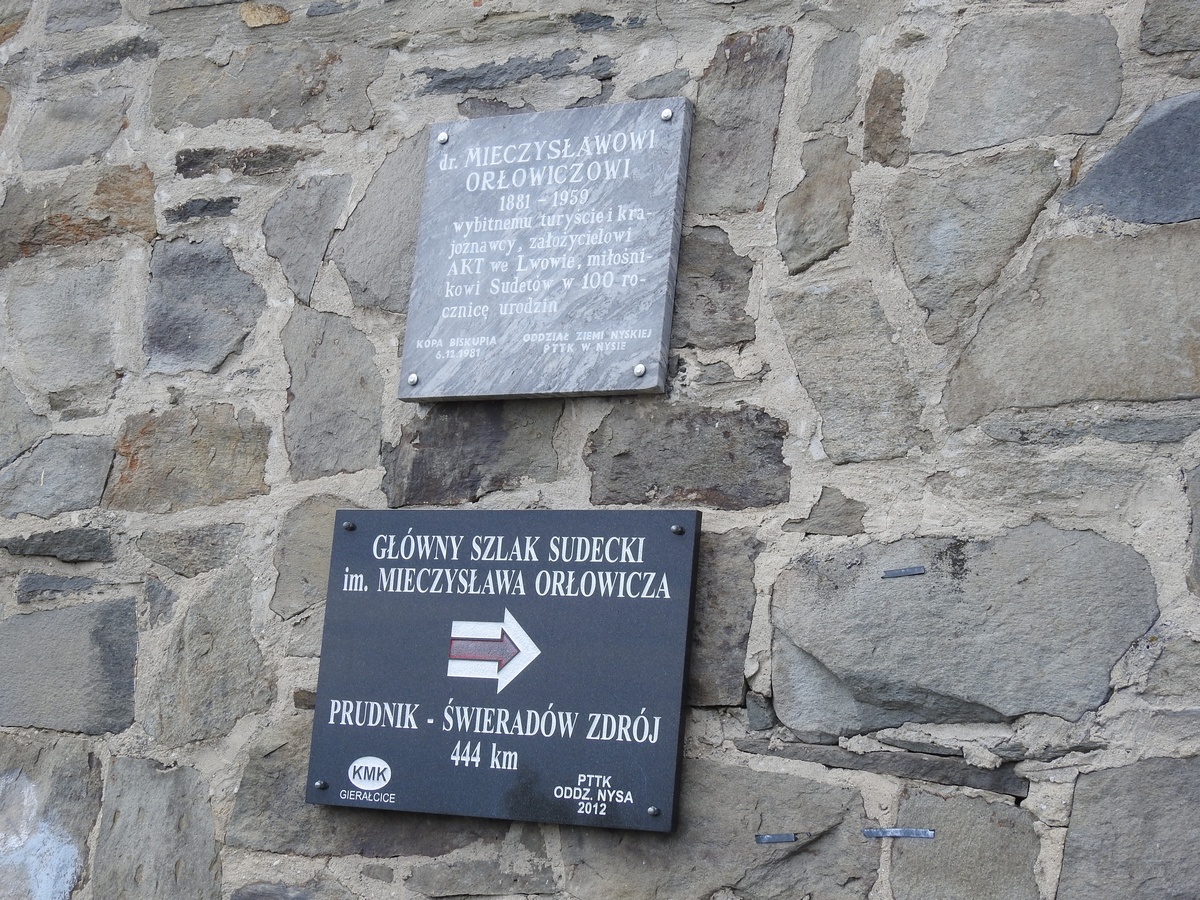 dr. MIECZYSŁAWOWI
ORŁOWICZOWI
1881 - 1959
wybitnemu turyście i kra-
joznawcy, założycielowi
AKT we Lwowie, miłośni-
kowi Sudetów w 100 ro-
cznicę urodzin
KOPA BISKUPIA
6.12.1981
ODDZIAŁ ZIEMI NYSKIEJ
PTTK W NYSIE
GŁÓWNY SZLAK SUDECKI
im. MIECZYSŁAWA ORŁOWICZA
PRUDNIK - ŚWIERADÓW ZDRÓJ
444 km
KMK
GIERAŁCICE
PTTK
ODDZ. NYSA
2012